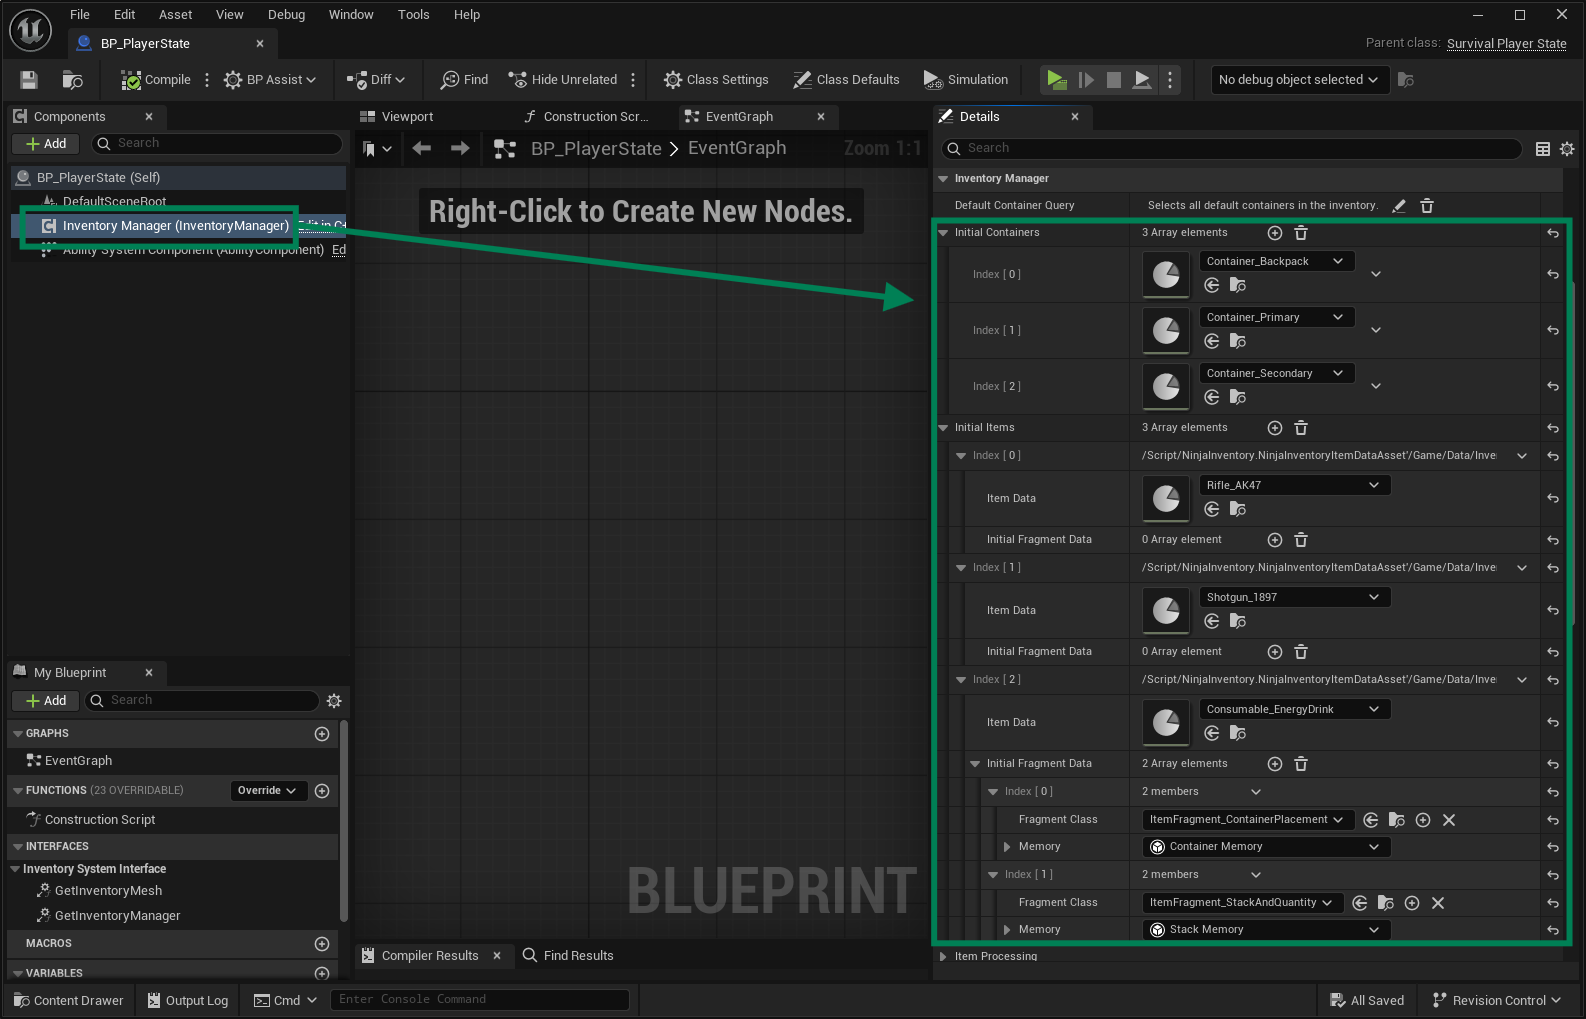 File Edit Asset View Debug Window Tools Help
BP_PlayerState
Parent class: Survival Player State
Compile BP Assist Diff Find Hide Unrelated Class Settings Class Defaults Simulation No debug object selected
Components
Add Search
BP_PlayerState (Self)
DefaultSceneRoot
Inventory Manager (InventoryManager) Edit in C+
Ability System Component (AbilityComponent) Ed
Viewport Construction Scr... EventGraph
BP_PlayerState EventGraph Zoom 1:1
Right-Click to Create New Nodes.
BLUEPRINT
My Blueprint
Add Search
GRAPHS
EventGraph
FUNCTIONS (23 OVERRIDABLE) Override
Construction Script
INTERFACES
Inventory System Interface
GetInventoryMesh
GetInventoryManager
MACROS
VARIABLES
Compiler Results Find Results
Details
Search
Inventory Manager
Default Container Query Selects all default containers in the inventory.
Initial Containers 3 Array elements
Index [ 0 ] Container_Backpack
Index [ 1 ] Container_Primary
Index [ 2 ] Container_Secondary
Initial Items 3 Array elements
Index [ 0 ] /Script/NinjaInventory.NinjaInventoryItemDataAsset'/Game/Data/Inve
Item Data Rifle_AK47
Initial Fragment Data 0 Array element
Index [ 1 ] /Script/NinjaInventory.NinjaInventoryItemDataAsset'/Game/Data/Inve
Item Data Shotgun_1897
Initial Fragment Data 0 Array element
Index [ 2 ] /Script/NinjaInventory.NinjaInventoryItemDataAsset'/Game/Data/Inve
Item Data Consumable_EnergyDrink
Initial Fragment Data 2 Array elements
Index [ 0 ] 2 members
Fragment Class ItemFragment_ContainerPlacement
Memory Container Memory
Index [ 1 ] 2 members
Fragment Class ItemFragment_StackAndQuantity
Memory Stack Memory
Item Processing
Content Drawer Output Log Cmd Enter Console Command All Saved Revision Control